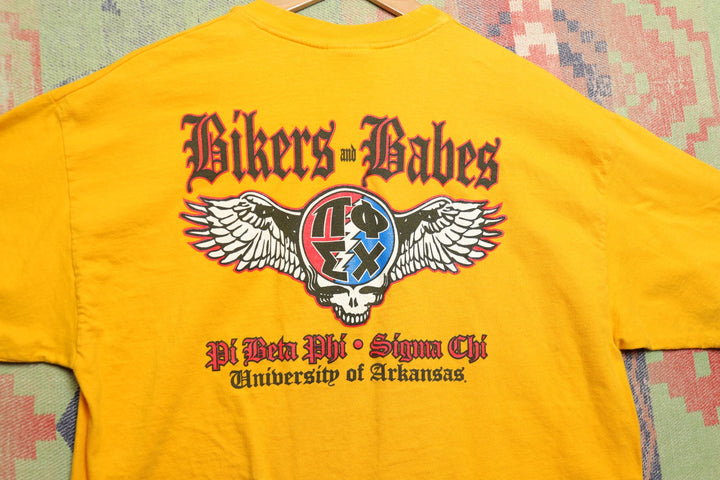 Bikers and Babes
ΠΦ
ΣΧ
Pi Beta Phi • Sigma Chi
University of Arkansas.